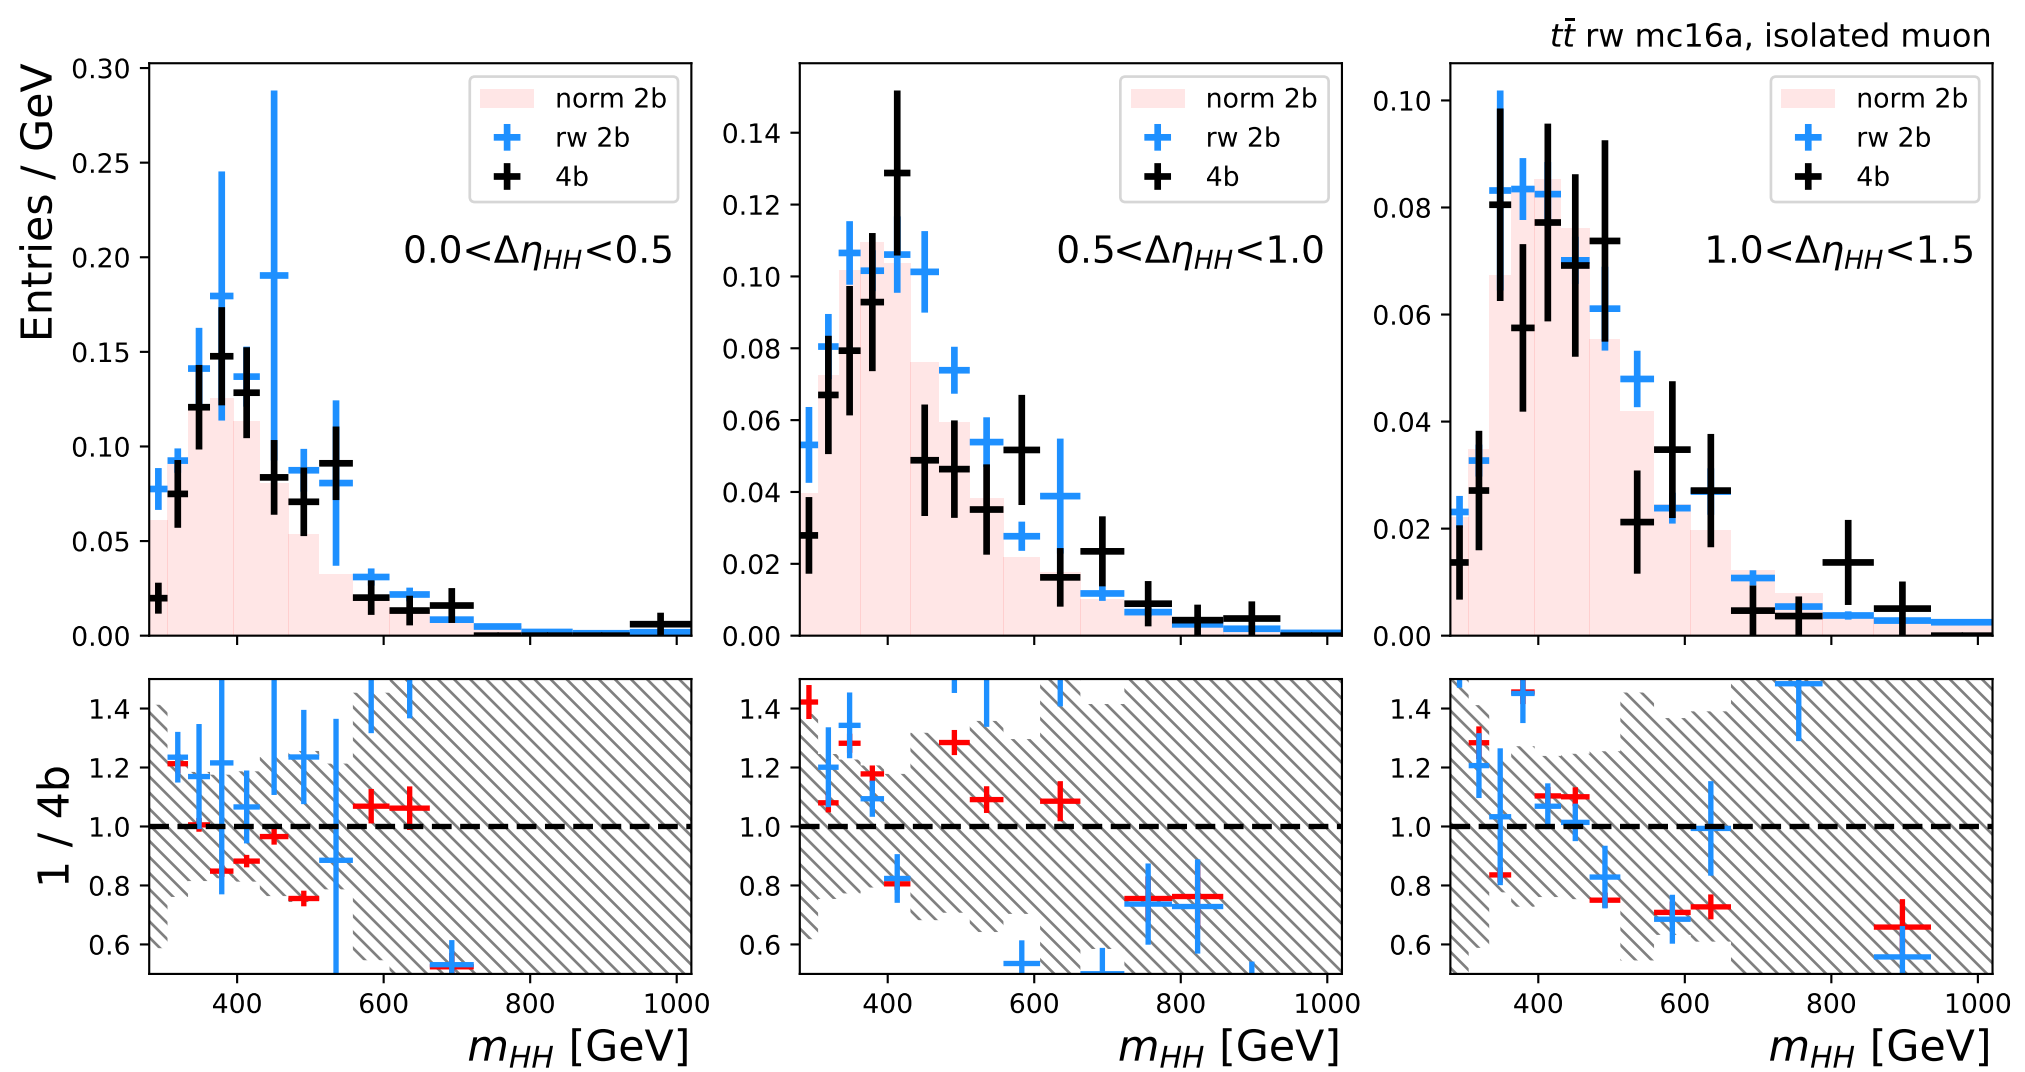 tt̄ rw mc16a, isolated muon
Entries / GeV
0.30
0.25
0.20
0.15
0.10
0.05
0.00
norm 2b
rw 2b
4b
0.0<Δη_HH<0.5
0.14
0.12
0.10
0.08
0.06
0.04
0.02
0.00
norm 2b
rw 2b
4b
0.5<Δη_HH<1.0
0.10
0.08
0.06
0.04
0.02
0.00
norm 2b
rw 2b
4b
1.0<Δη_HH<1.5
1 / 4b
1.4
1.2
1.0
0.8
0.6
400 600 800 1000
m_HH [GeV]
1.4
1.2
1.0
0.8
0.6
400 600 800 1000
m_HH [GeV]
1.4
1.2
1.0
0.8
0.6
400 600 800 1000
m_HH [GeV]